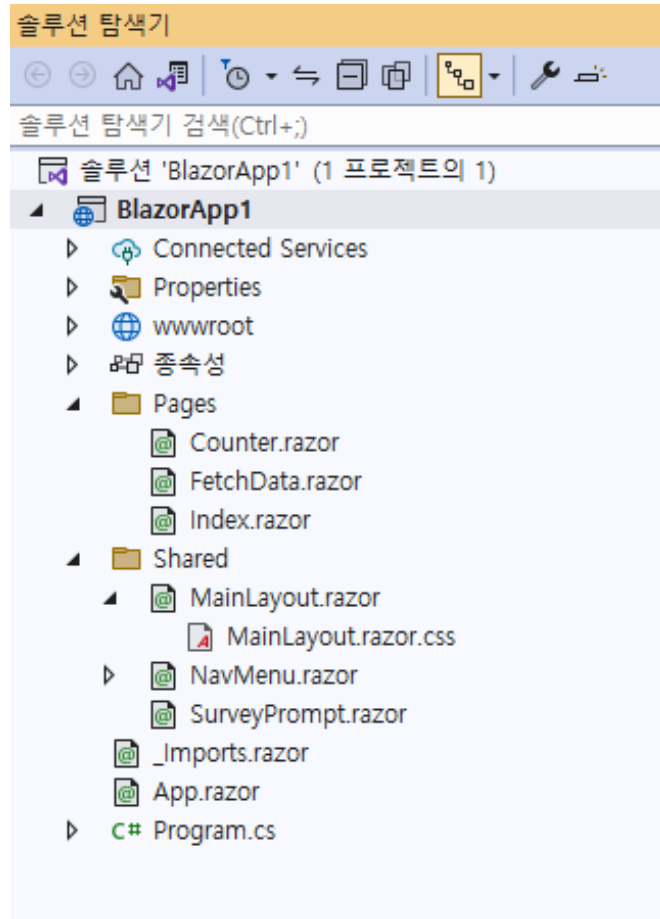 솔루션 탐색기
솔루션 탐색기 검색(Ctrl+;)
솔루션 'BlazorApp1' (1 프로젝트의 1)
BlazorApp1
Connected Services
Properties
wwwroot
종속성
Pages
Counter.razor
FetchData.razor
Index.razor
Shared
MainLayout.razor
MainLayout.razor.css
NavMenu.razor
SurveyPrompt.razor
_Imports.razor
App.razor
C# Program.cs